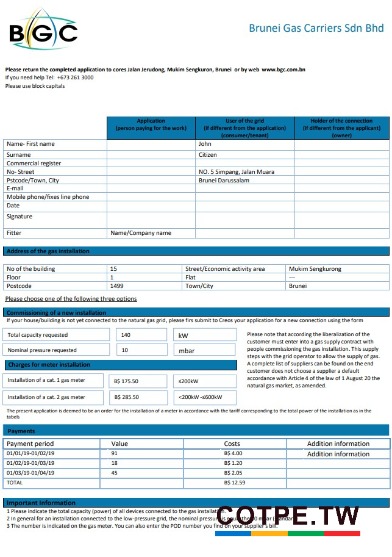 BGC
Brunei Gas Carriers Sdn Bhd
Please return the completed application to cores Jalan Jerudong, Mukim Sengkuron, Brunei or by web www.bgc.com.bn
If you need help Tel: +673 261 3000
Please use block capitals
Application (person paying for the work) User of the grid (if different from the application) (consumer/tenant) Holder of the connection (if different from the applicant) (owner)
Name- First name John
Surname Citizen
Commercial register
No- Street NO. 5 Simpang, Jalan Muara
Pstcode/Town, City Brunei Darussalam
E-mail
Mobile phone/fixes line phone
Date
Signature
Fitter Name/Company name
Address of the gas installation
No of the building 15 Street/Economic activity area Mukim Sengkurong
Floor 1 Flat —
Postcode 1499 Town/City Brunei
Please choose one of the following three options
Commissioning of a new installation
If your house/building is not yet connected to the natural gas grid, please firs submit to Creos your application for a new connection using the form
Total capacity requested 140 kW
Nominal pressure requested 10 mbar
Please note that according the liberalization of the
customer must enter into a gas supply contract with
people commissioning the gas installation. This supply
steps with the grid operator to allow the supply of gas.
A complete list of suppliers can be found on the end
customer does not choose a supplier a default
accordance with Article 4 of the law of 1 August 20 the
natural gas market, as amended.
Charges for meter installation
Installation of a cat. 1 gas meter B$ 175.50 ≤200kW
Installation of a cat. 2 gas meter B$ 285.50 <200kW -≤600kW
The present application is deemed to be an order for the installation of a meter in accordance with the tariff corresponding to the total power of the installation as in the
tabels
Payments
Payment period Value Costs Addition information
01/01/19-01/02/19 91 B$ 4.00 Addition information
01/02/19-01/03/19 18 B$ 1.20
01/03/19-01/04/19 45 B$ 2.05
TOTAL B$ 12.59
Important information
1 Please indicate the total capacity (power) of all devices connected to the gas
2 In general for an installation connected to the low-pressure grid, the nominal
3 The number is indicated on the gas meter. You can also enter the POD number
COTPE.TW